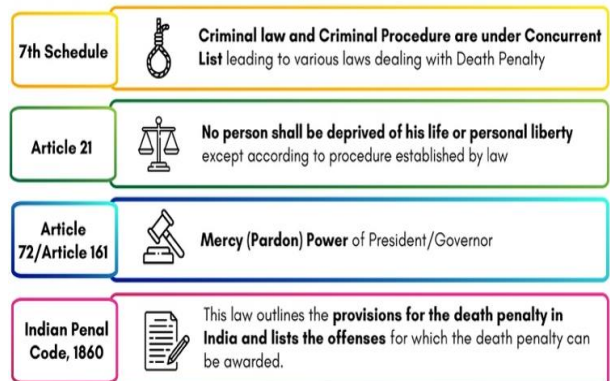 7th Schedule
Criminal law and Criminal Procedure are under Concurrent
List leading to various laws dealing with Death Penalty
Article 21
No person shall be deprived of his life or personal liberty
except according to procedure established by law
Article
72/Article 161
Mercy (Pardon) Power of President/Governor
Indian Penal
Code, 1860
This law outlines the provisions for the death penalty in
India and lists the offenses for which the death penalty can
be awarded.